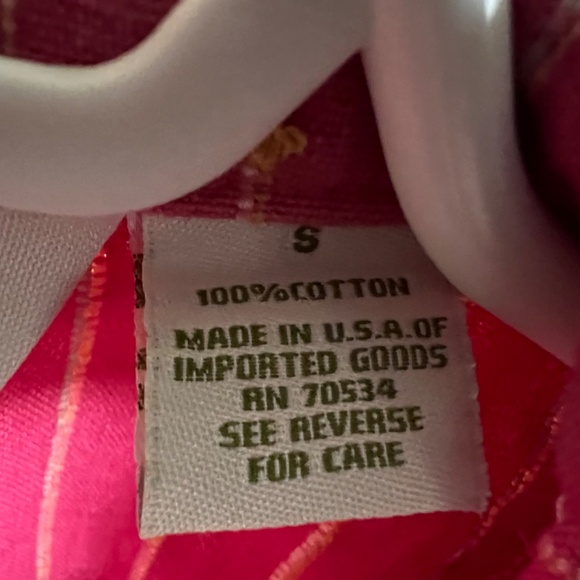 S
100%COTTON
MADE IN U.S.A.OF
IMPORTED GOODS
RN 70534
SEE REVERSE
FOR CARE